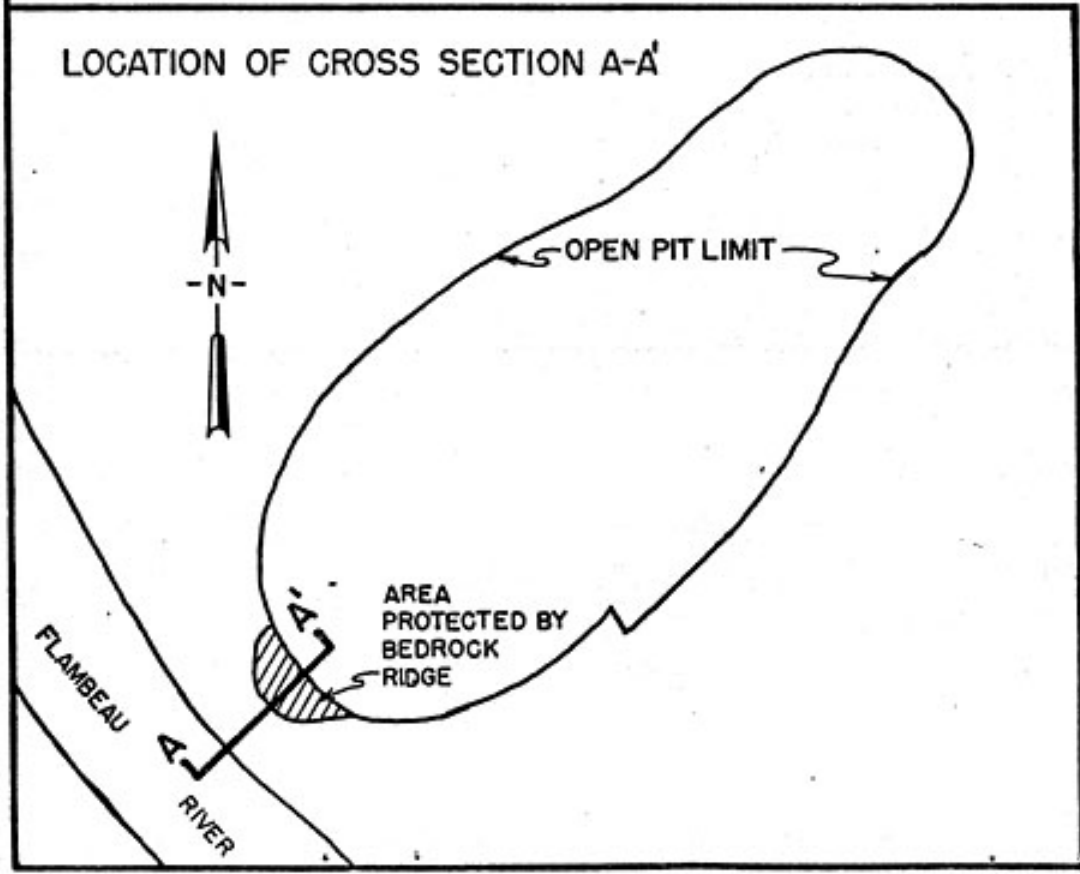 LOCATION OF CROSS SECTION A-A'
-N-
OPEN PIT LIMIT
A'
AREA
PROTECTED BY
BEDROCK
RIDGE
FLAMBEAU
A
RIVER